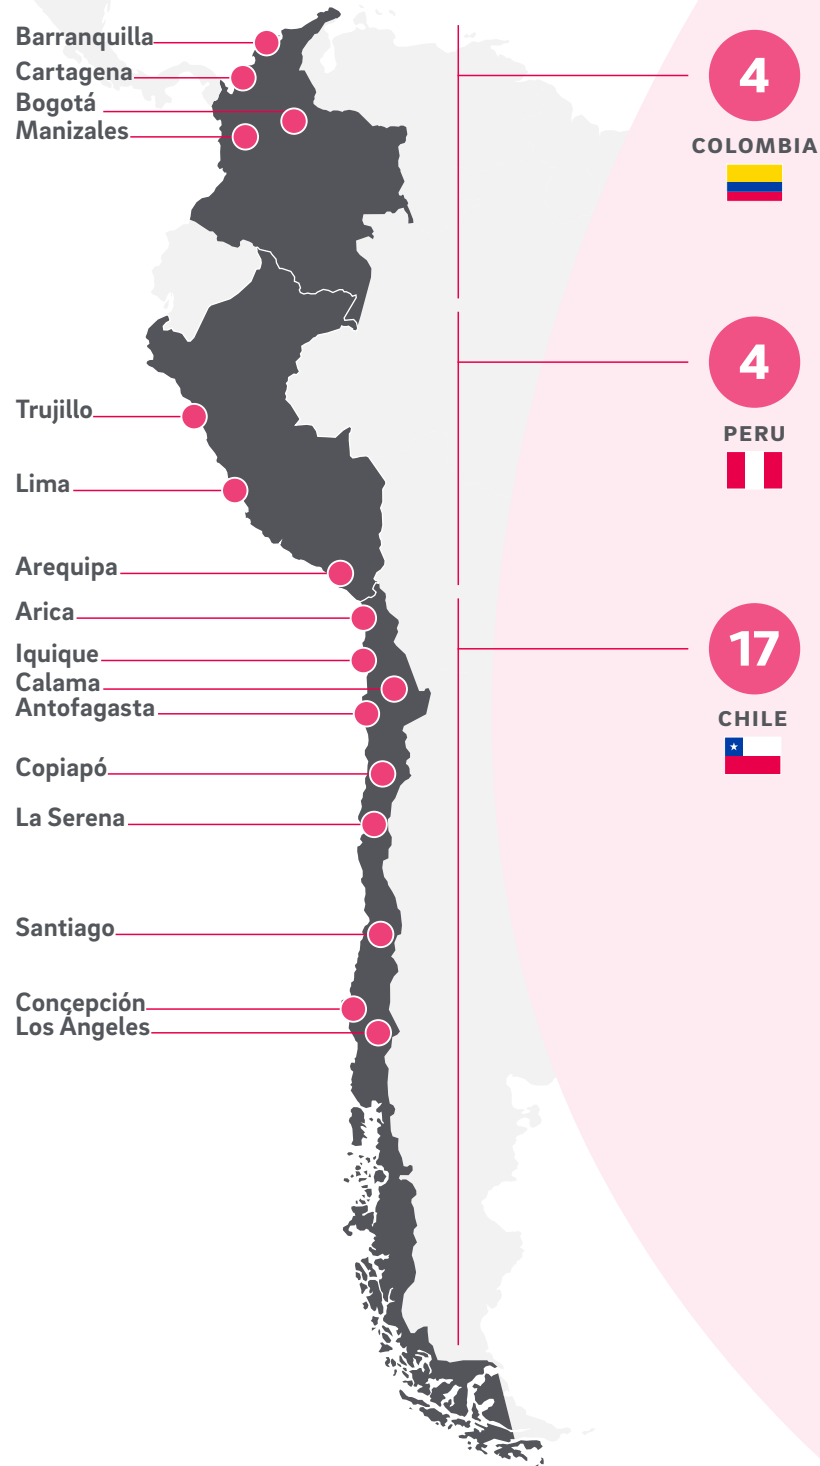 Barranquilla
Cartagena
Bogotá
Manizales
4
COLOMBIA
Trujillo
Lima
Arequipa
4
PERU
Arica
Iquique
Calama
Antofagasta
Copiapó
La Serena
Santiago
Concepción
Los Ángeles
17
CHILE